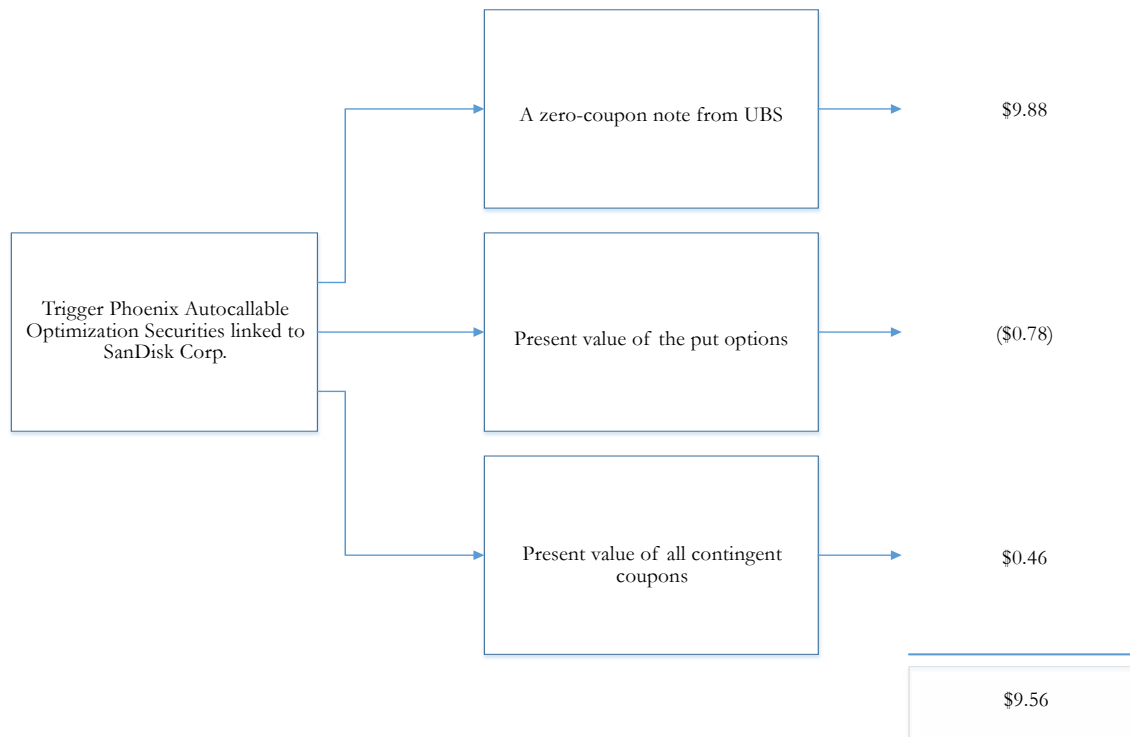 A zero-coupon note from UBS
$9.88
Trigger Phoenix Autocallable
Optimization Securities linked to
SanDisk Corp.
Present value of the put options
($0.78)
Present value of all contingent
coupons
$0.46
$9.56